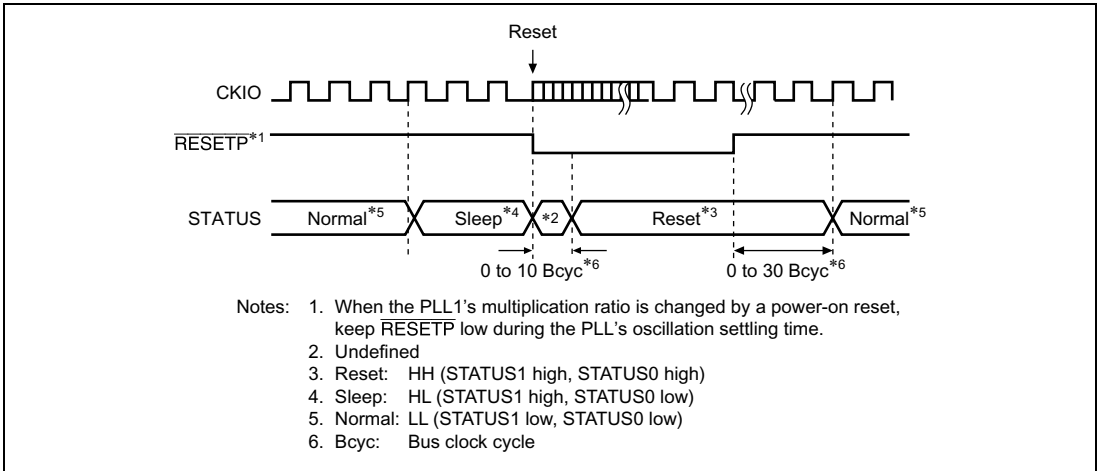 Reset
CKIO
RESETP*1
STATUS Normal*5 Sleep*4 *2 Reset*3 Normal*5
0 to 10 Bcyc*6 0 to 30 Bcyc*6
Notes: 1. When the PLL1's multiplication ratio is changed by a power-on reset,
keep RESETP low during the PLL's oscillation settling time.
2. Undefined
3. Reset: HH (STATUS1 high, STATUS0 high)
4. Sleep: HL (STATUS1 high, STATUS0 low)
5. Normal: LL (STATUS1 low, STATUS0 low)
6. Bcyc: Bus clock cycle